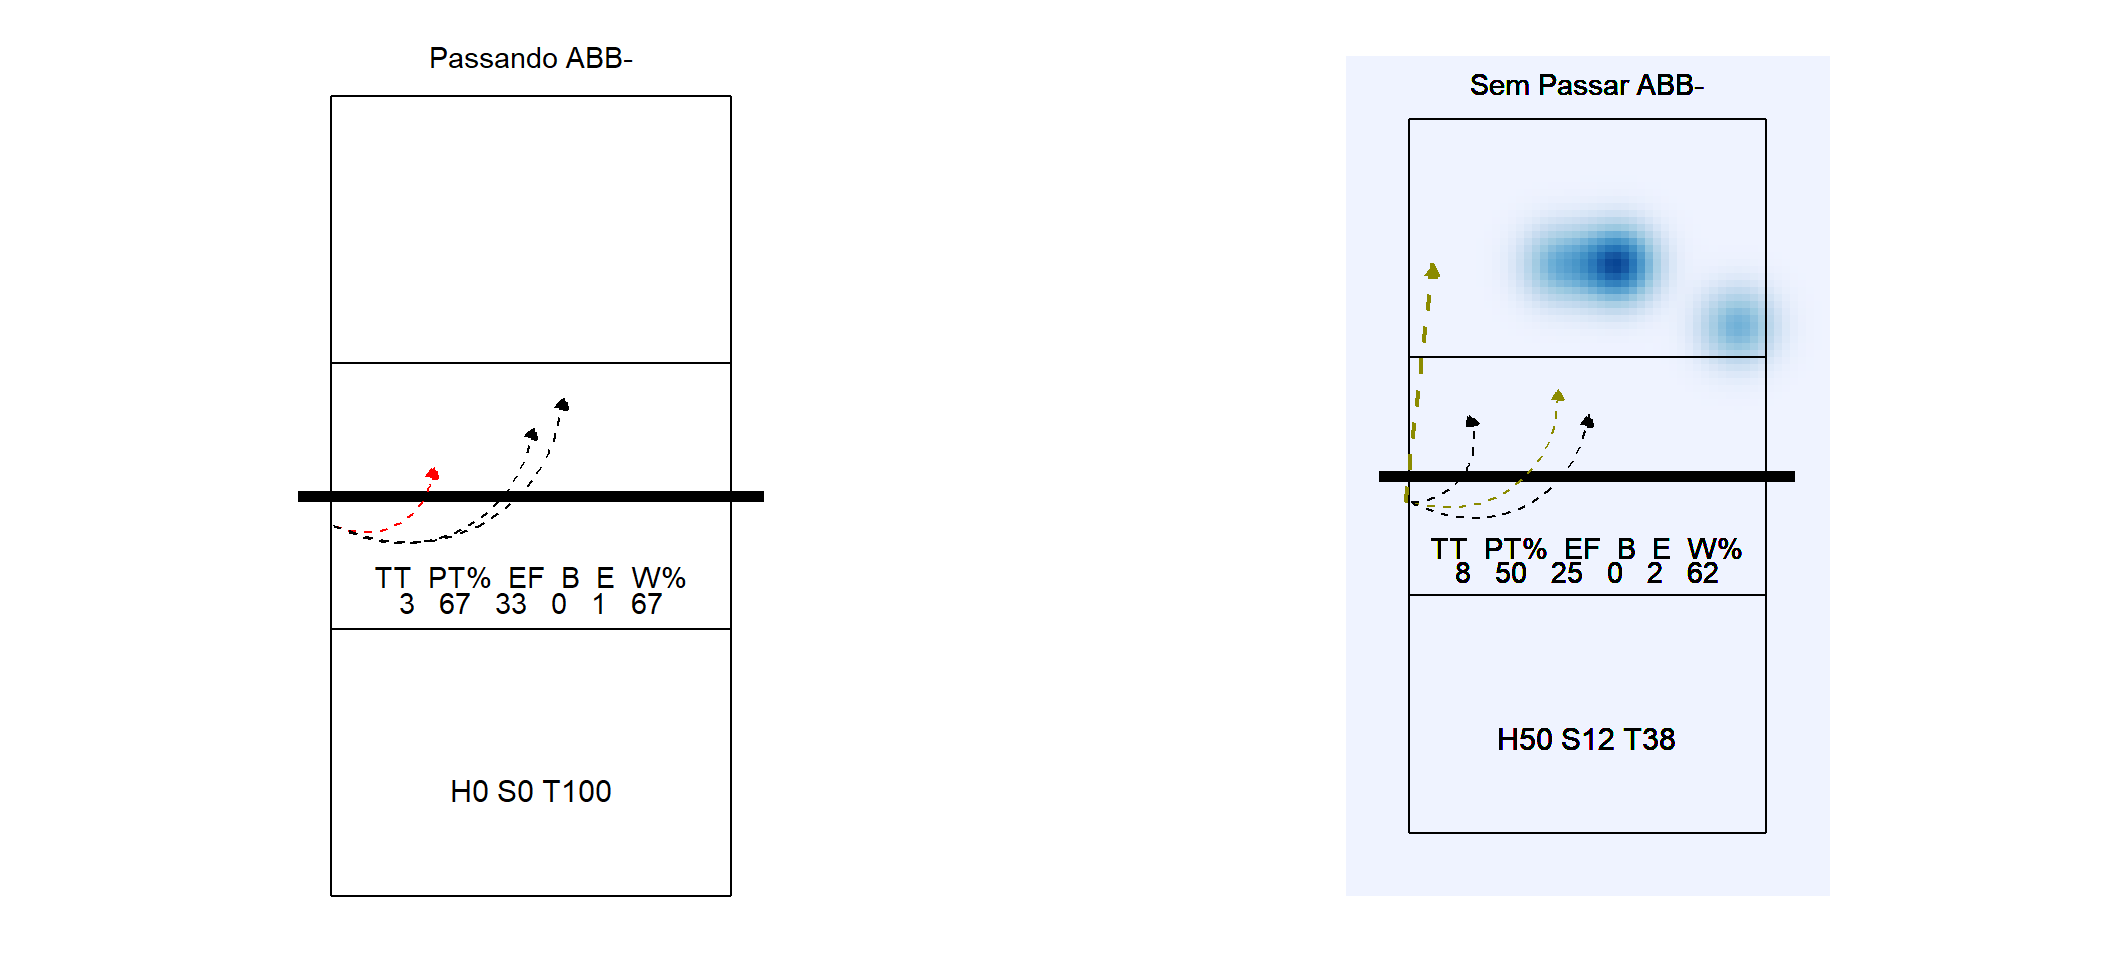 Passando ABB-
TT PT% EF B E W%
3 67 33 0 1 67
H0 S0 T100
Sem Passar ABB-
TT PT% EF B E W%
8 50 25 0 2 62
H50 S12 T38